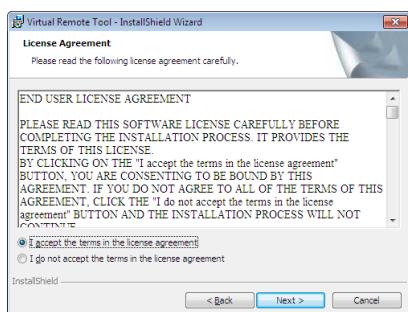 Virtual Remote Tool - InstallShield Wizard
License Agreement
Please read the following license agreement carefully.
END USER LICENSE AGREEMENT
PLEASE READ THIS SOFTWARE LICENSE CAREFULLY BEFORE
COMPLETING THE INSTALLATION PROCESS. IT PROVIDES THE
TERMS OF THIS LICENSE.
BY CLICKING ON THE "I accept the terms in the license agreement"
BUTTON, YOU ARE CONSENTING TO BE BOUND BY THIS
AGREEMENT. IF YOU DO NOT AGREE TO ALL OF THE TERMS OF THIS
AGREEMENT, CLICK THE "I do not accept the terms in the license
agreement" BUTTON AND THE INSTALLATION PROCESS WILL NOT
CONTINUE
I accept the terms in the license agreement
I do not accept the terms in the license agreement
InstallShield
< Back Next > Cancel